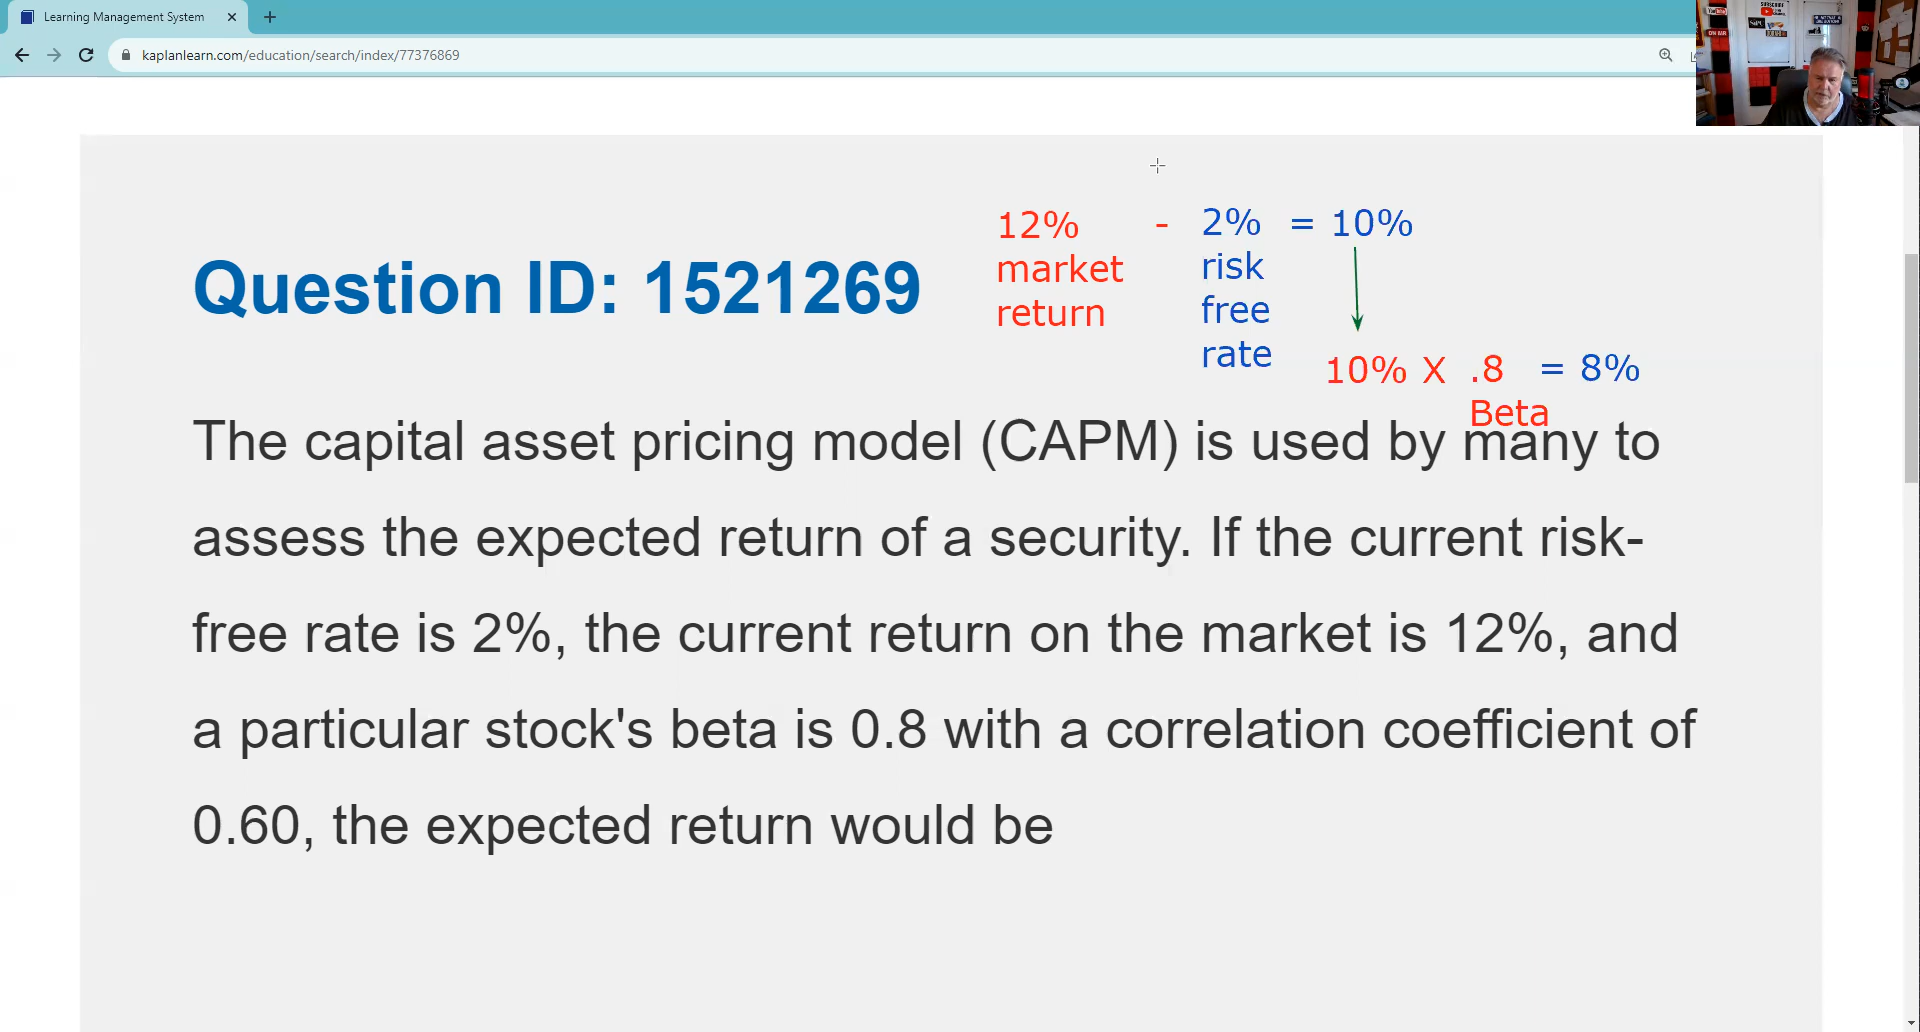 Learning Management System
kaplanlearn.com/education/search/index/77376869
SUBSCRIBE
ON AIR
12% - 2% = 10%
market risk
return free
rate
Question ID: 1521269
10% X .8 = 8%
Beta
The capital asset pricing model (CAPM) is used by many to
assess the expected return of a security. If the current risk-
free rate is 2%, the current return on the market is 12%, and
a particular stock's beta is 0.8 with a correlation coefficient of
0.60, the expected return would be